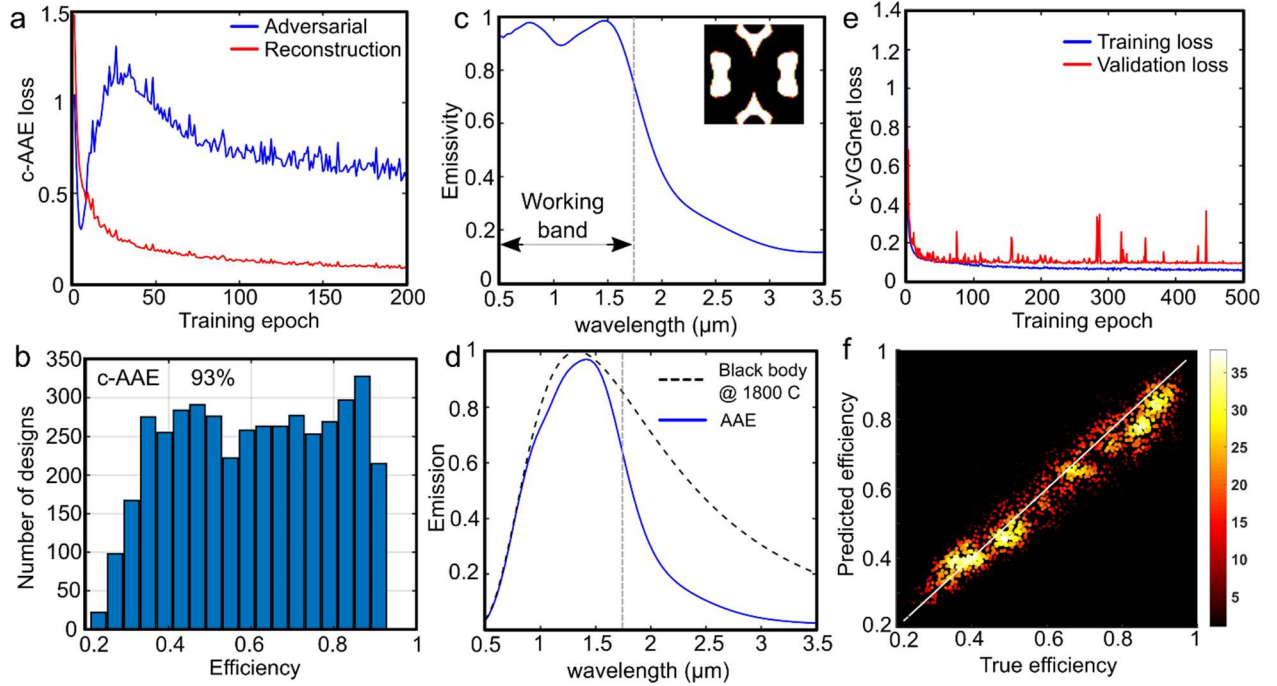 a
Adversarial
Reconstruction
1.5
1
0.5
0
c-AAE loss
0
50
100
150
200
Training epoch
b
c-AAE 93%
350
300
250
200
150
100
50
0
Number of designs
0.2
0.4
0.6
0.8
1
Efficiency
c
1
0.8
0.6
0.4
0.2
0
Emissivity
Working
band
0.5
1
1.5
2
2.5
3
3.5
wavelength (μm)
d
Black body
@ 1800 C
AAE
1
0.8
0.6
0.4
0.2
Emission
0.5
1
1.5
2
2.5
3
3.5
wavelength (μm)
e
Training loss
Validation loss
1.4
1.2
1
0.8
0.6
0.4
0.2
0
c-VGGnet loss
0
100
200
300
400
500
Training epoch
f
1
0.8
0.6
0.4
0.2
Predicted efficiency
0.2
0.4
0.6
0.8
1
True efficiency
35
30
25
20
15
10
5